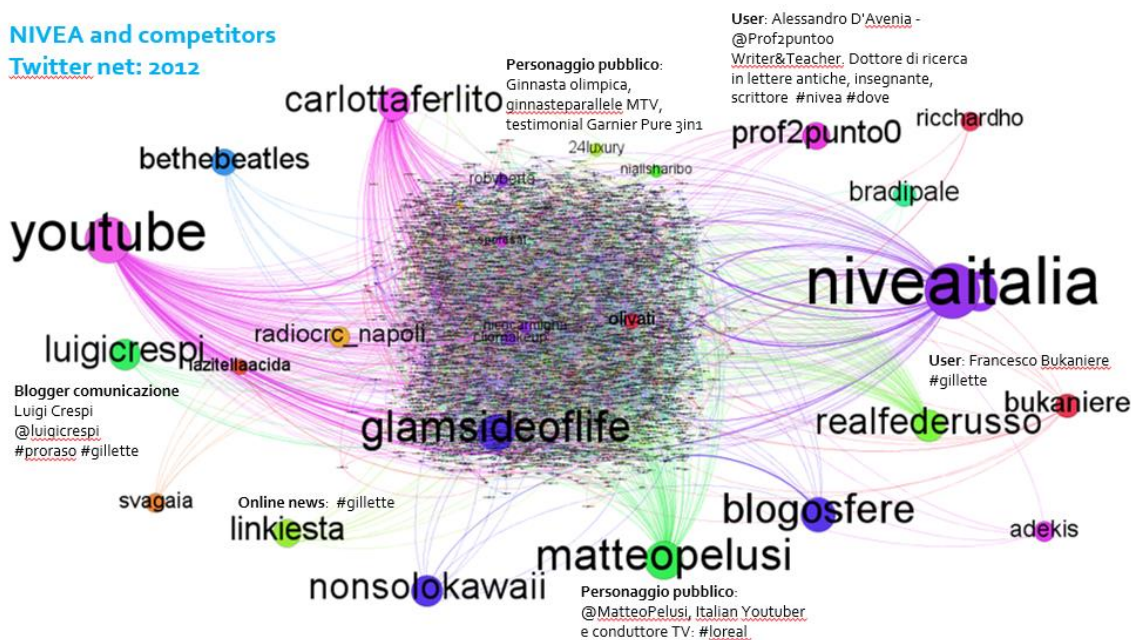 NIVEA and competitors
Twitter net: 2012
Personaggio pubblico:
Ginnasta olimpica,
ginnasteparallele MTV,
testimonial Garnier Pure 3in1
User: Alessandro D'Avenia -
@Prof2puntoo
Writer&Teacher. Dottore di ricerca
in lettere antiche, insegnante,
scrittore #nivea #dove
carlottaferlito
prof2punto0
ricchardho
bethebeatles
24luxury
niallsharibo
robyberta
bradipale
youtube
niveaitalia
olivati
radiocrc_napoli
cliomakeup
luigicrespi
lazitellaacida
User: Francesco Bukaniere
#gillette
Blogger comunicazione
Luigi Crespi
@luigicrespi
#proraso #gillette
glamsideoflife
realfederusso
bukaniere
svagaia
Online news: #gillette
linkiesta
blogosfere
adekis
matteopelusi
nonsolokawaii
Personaggio pubblico:
@MatteoPelusi, Italian Youtuber
e conduttore TV: #loreal